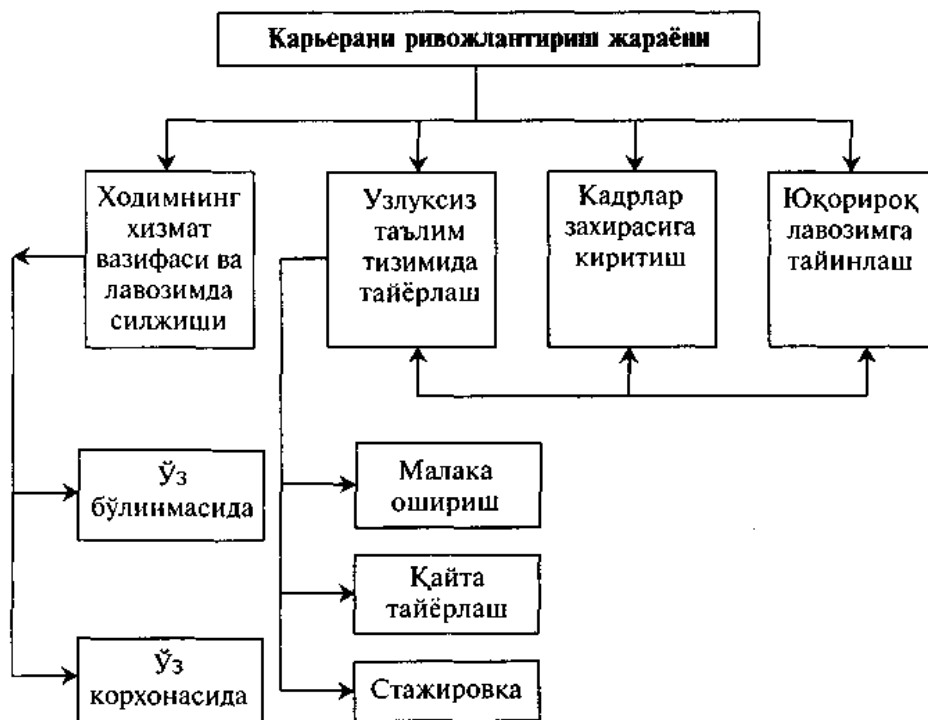 Карьерани ривожлантириш жараёни
Ходимнинг
хизмат
вазифаси ва
лавозимда
силжиши
Узлуксиз
таълим
тизимида
тайёрлаш
Кадрлар
захирасига
киритиш
Юқорироқ
лавозимга
тайинлаш
Ўз
бўлинмасида
Ўз
корхонасида
Малака
ошириш
Қайта
тайёрлаш
Стажировка